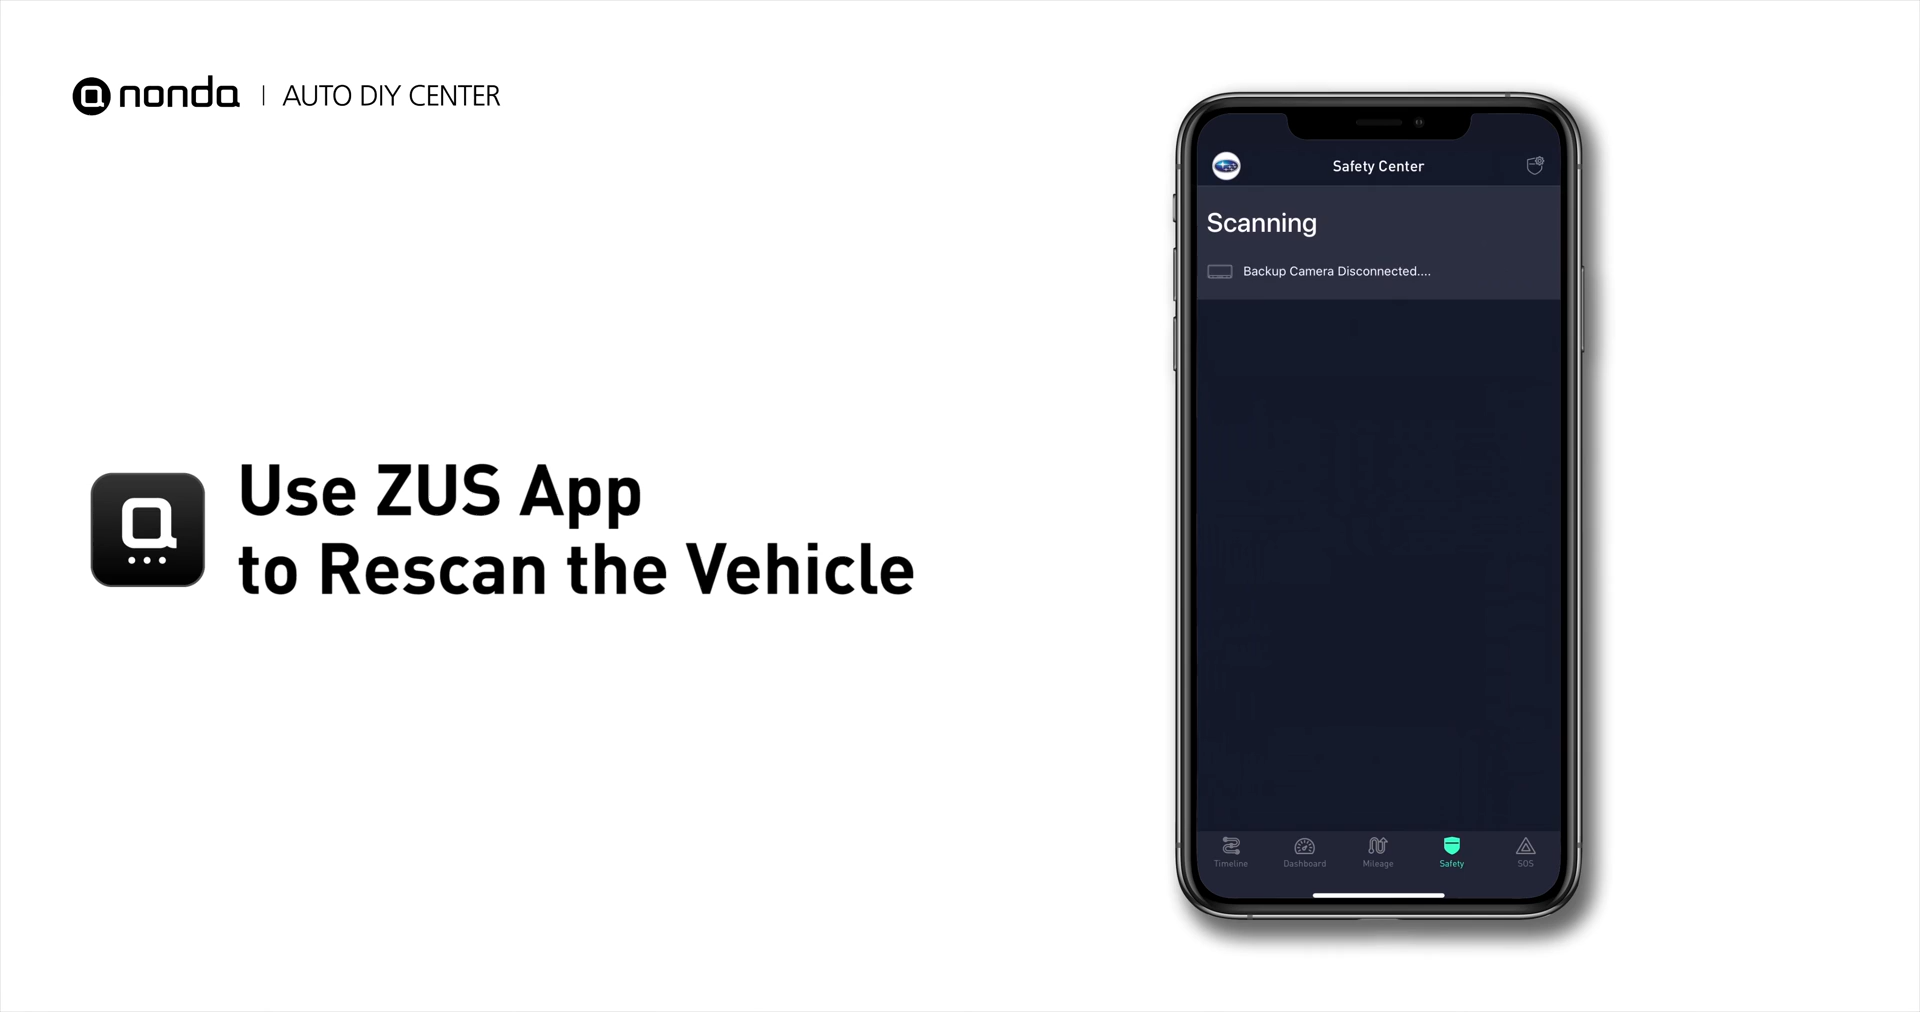 nonda | AUTO DIY CENTER
Use ZUS App
to Rescan the Vehicle
Safety Center
Scanning
Backup Camera Disconnected....
Timeline
Dashboard
Mileage
Safety
SOS